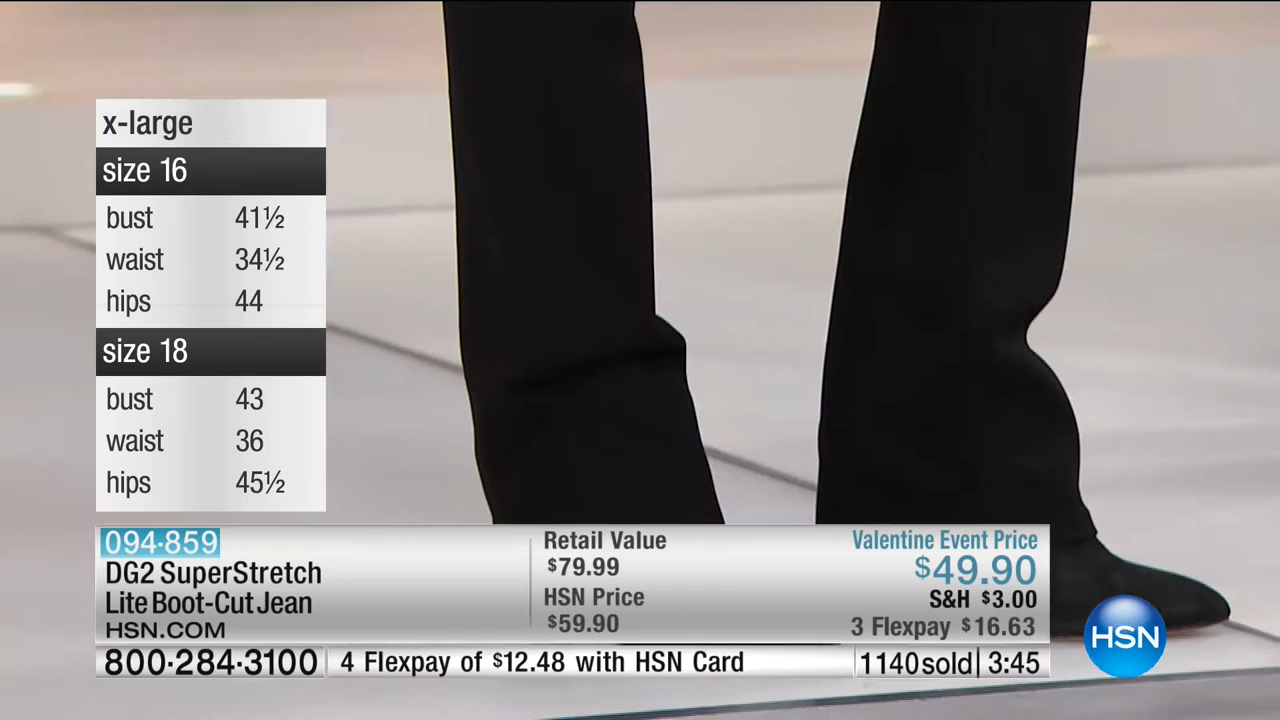 x-large
size 16
bust 41½
waist 34½
hips 44
size 18
bust 43
waist 36
hips 45½
094·859
DG2 SuperStretch
Lite Boot-Cut Jean
HSN.COM
Retail Value
$79.99
HSN Price
$59.90
Valentine Event Price
$49.90
S&H $3.00
3 Flexpay $16.63
HSN
800·284·3100
4 Flexpay of $12.48 with HSN Card
1140 sold
3:45